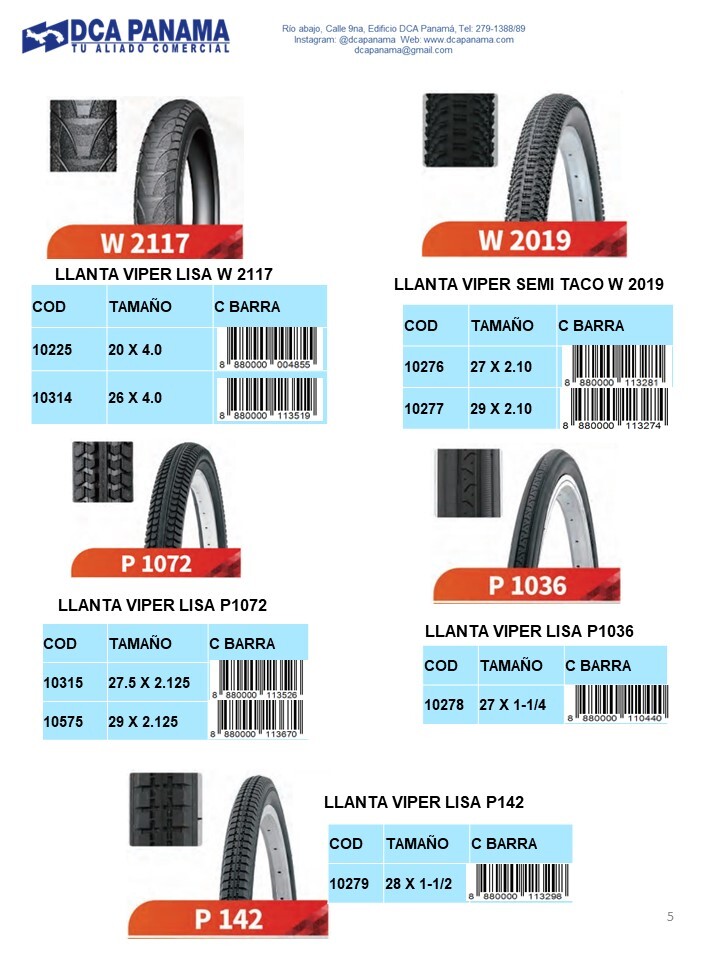 DCA PANAMA
TU ALIADO COMERCIAL
Río abajo, Calle 9na, Edificio DCA Panamá, Tel: 279-1388/89
Instagram: @dcapanama Web: www.dcapanama.com
dcapanama@gmail.com
W 2117
LLANTA VIPER LISA W 2117
COD TAMAÑO C BARRA
10225 20 X 4.0 8 880000 004855
10314 26 X 4.0 8 880000 113519
W 2019
LLANTA VIPER SEMI TACO W 2019
COD TAMAÑO C BARRA
10276 27 X 2.10 8 880000 113281
10277 29 X 2.10 8 880000 113274
P 1072
LLANTA VIPER LISA P1072
COD TAMAÑO C BARRA
10315 27.5 X 2.125 8 880000 113526
10575 29 X 2.125 8 880000 113670
P 1036
LLANTA VIPER LISA P1036
COD TAMAÑO C BARRA
10278 27 X 1-1/4 8 880000 110440
P 142
LLANTA VIPER LISA P142
COD TAMAÑO C BARRA
10279 28 X 1-1/2 8 880000 113298
5